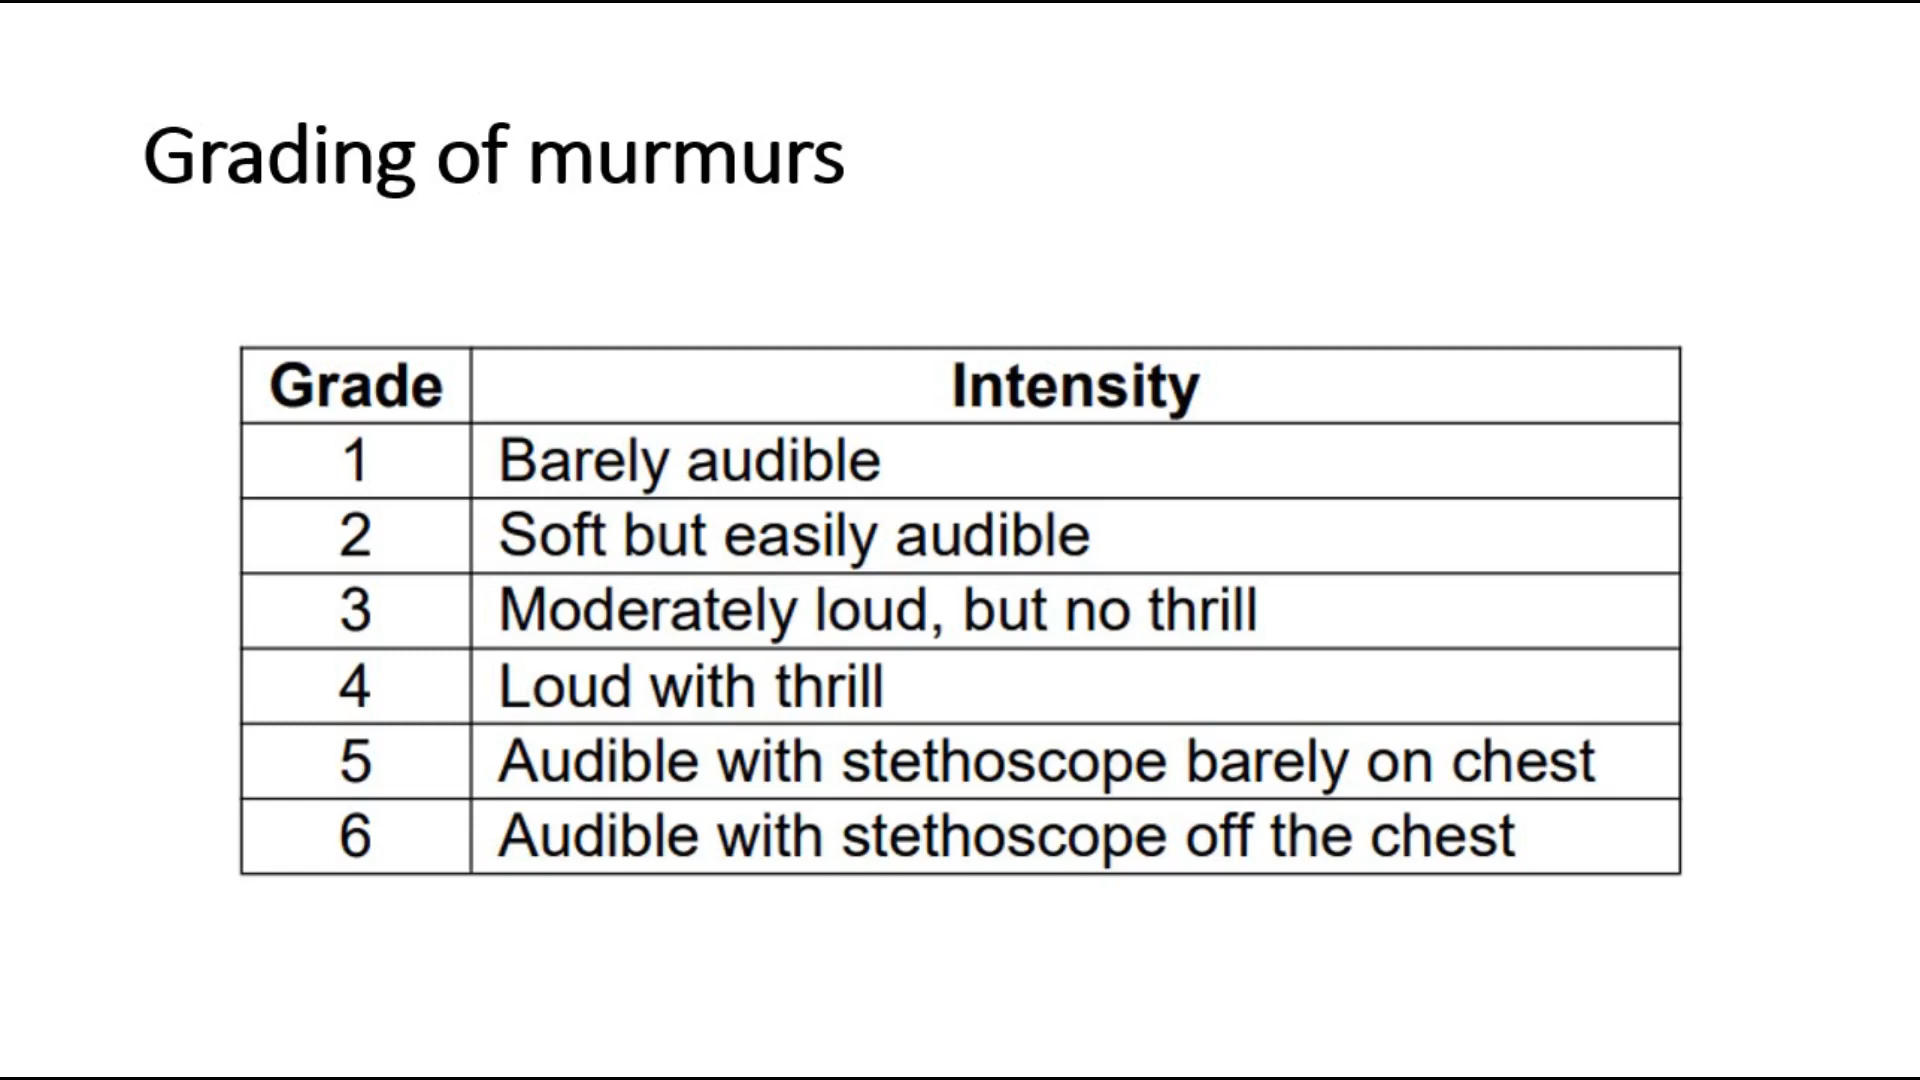 Grading of murmurs
Grade Intensity
1 Barely audible
2 Soft but easily audible
3 Moderately loud, but no thrill
4 Loud with thrill
5 Audible with stethoscope barely on chest
6 Audible with stethoscope off the chest